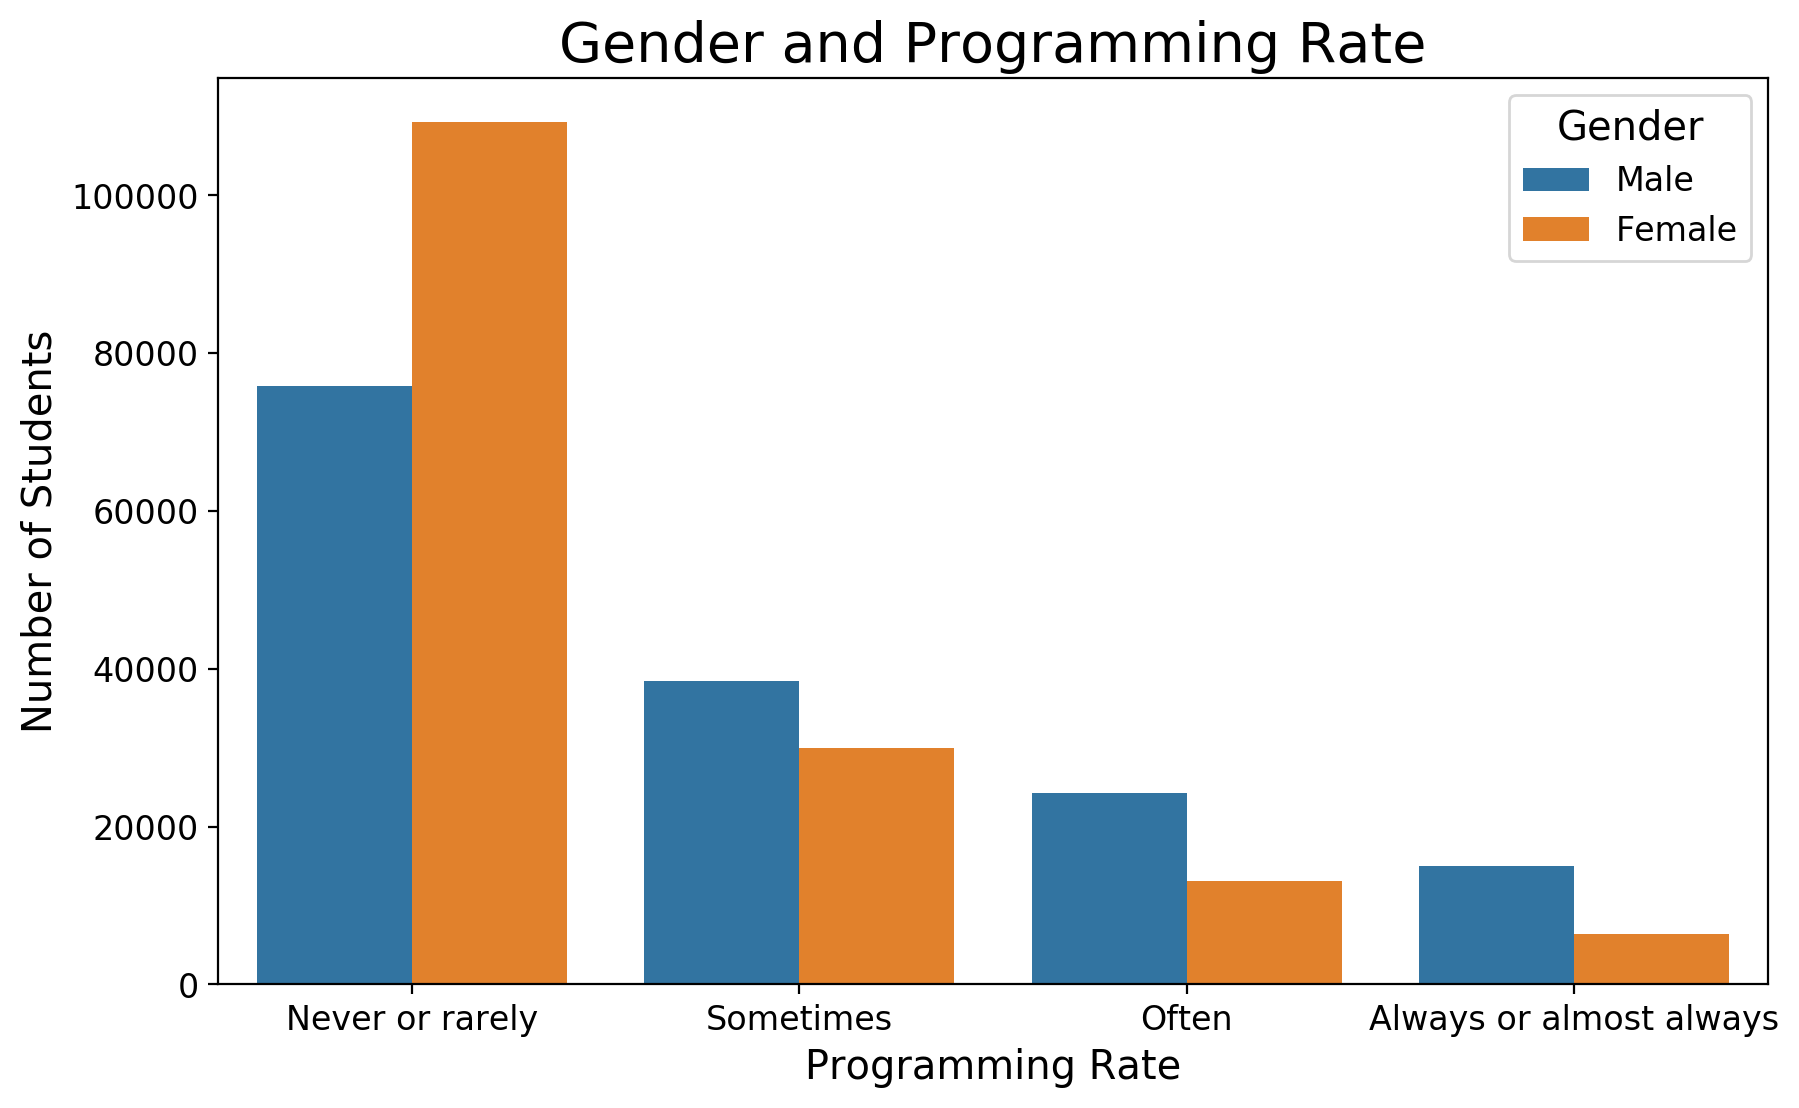 Gender and Programming Rate
Gender
Male
Female
Number of Students
100000
80000
60000
40000
20000
0
Never or rarely
Sometimes
Often
Always or almost always
Programming Rate